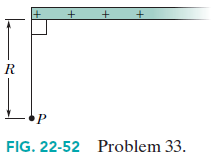 + + + +
R
P
FIG. 22-52 Problem 33.